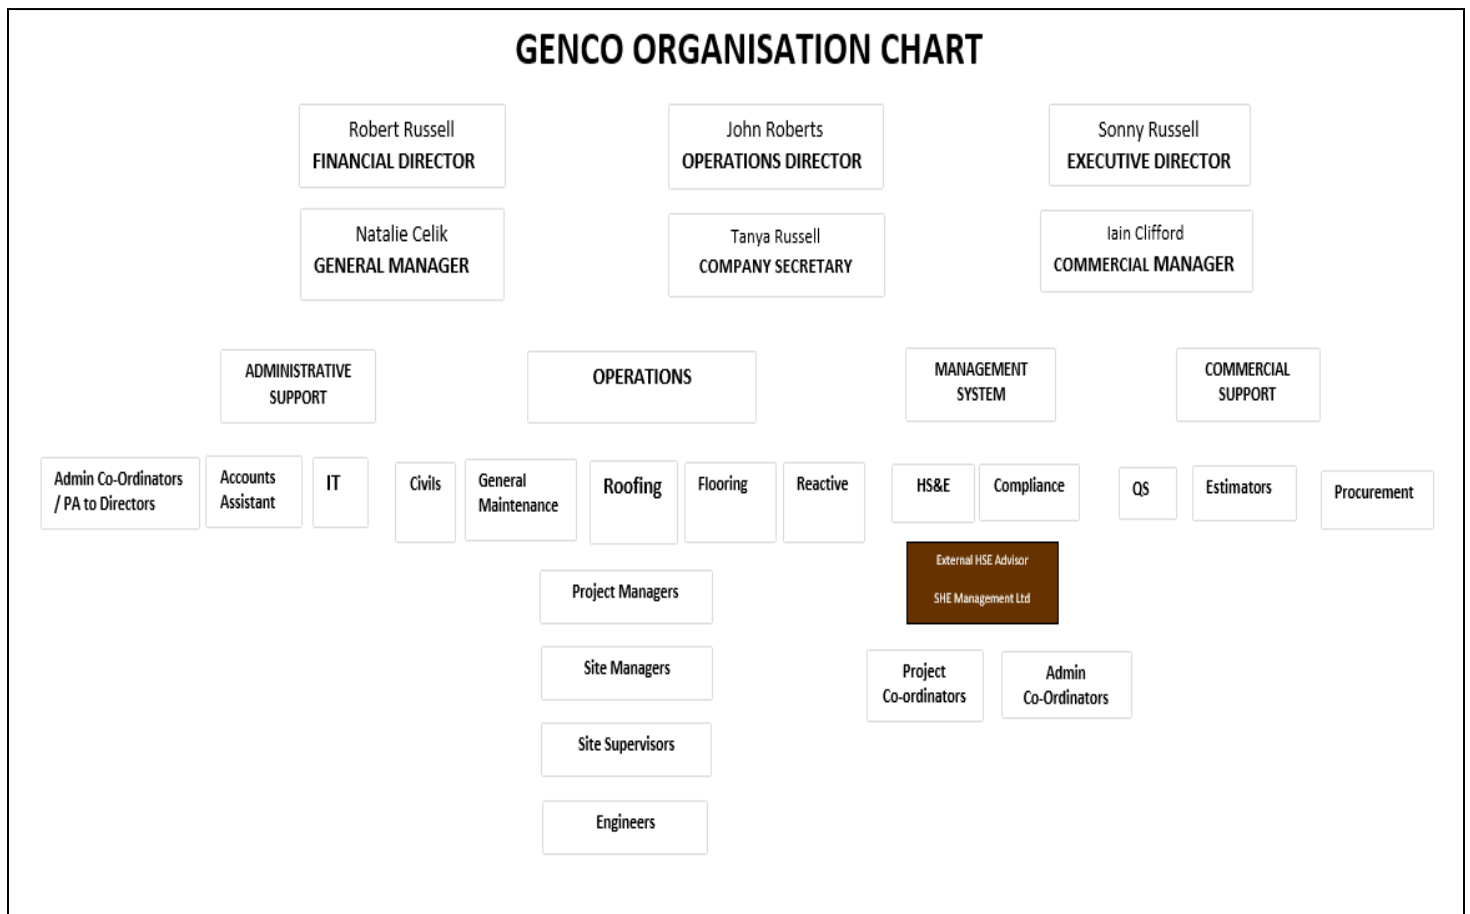 GENCO ORGANISATION CHART
Robert Russell
FINANCIAL DIRECTOR
John Roberts
OPERATIONS DIRECTOR
Sonny Russell
EXECUTIVE DIRECTOR
Natalie Celik
GENERAL MANAGER
Tanya Russell
COMPANY SECRETARY
Iain Clifford
COMMERCIAL MANAGER
ADMINISTRATIVE
SUPPORT
OPERATIONS
MANAGEMENT
SYSTEM
COMMERCIAL
SUPPORT
Admin Co-Ordinators
/ PA to Directors
Accounts
Assistant
IT
Civils
General
Maintenance
Roofing
Flooring
Reactive
HS&E
Compliance
QS
Estimators
Procurement
External HSE Advisor
SHE Management Ltd
Project Managers
Site Managers
Project
Co-ordinators
Admin
Co-Ordinators
Site Supervisors
Engineers